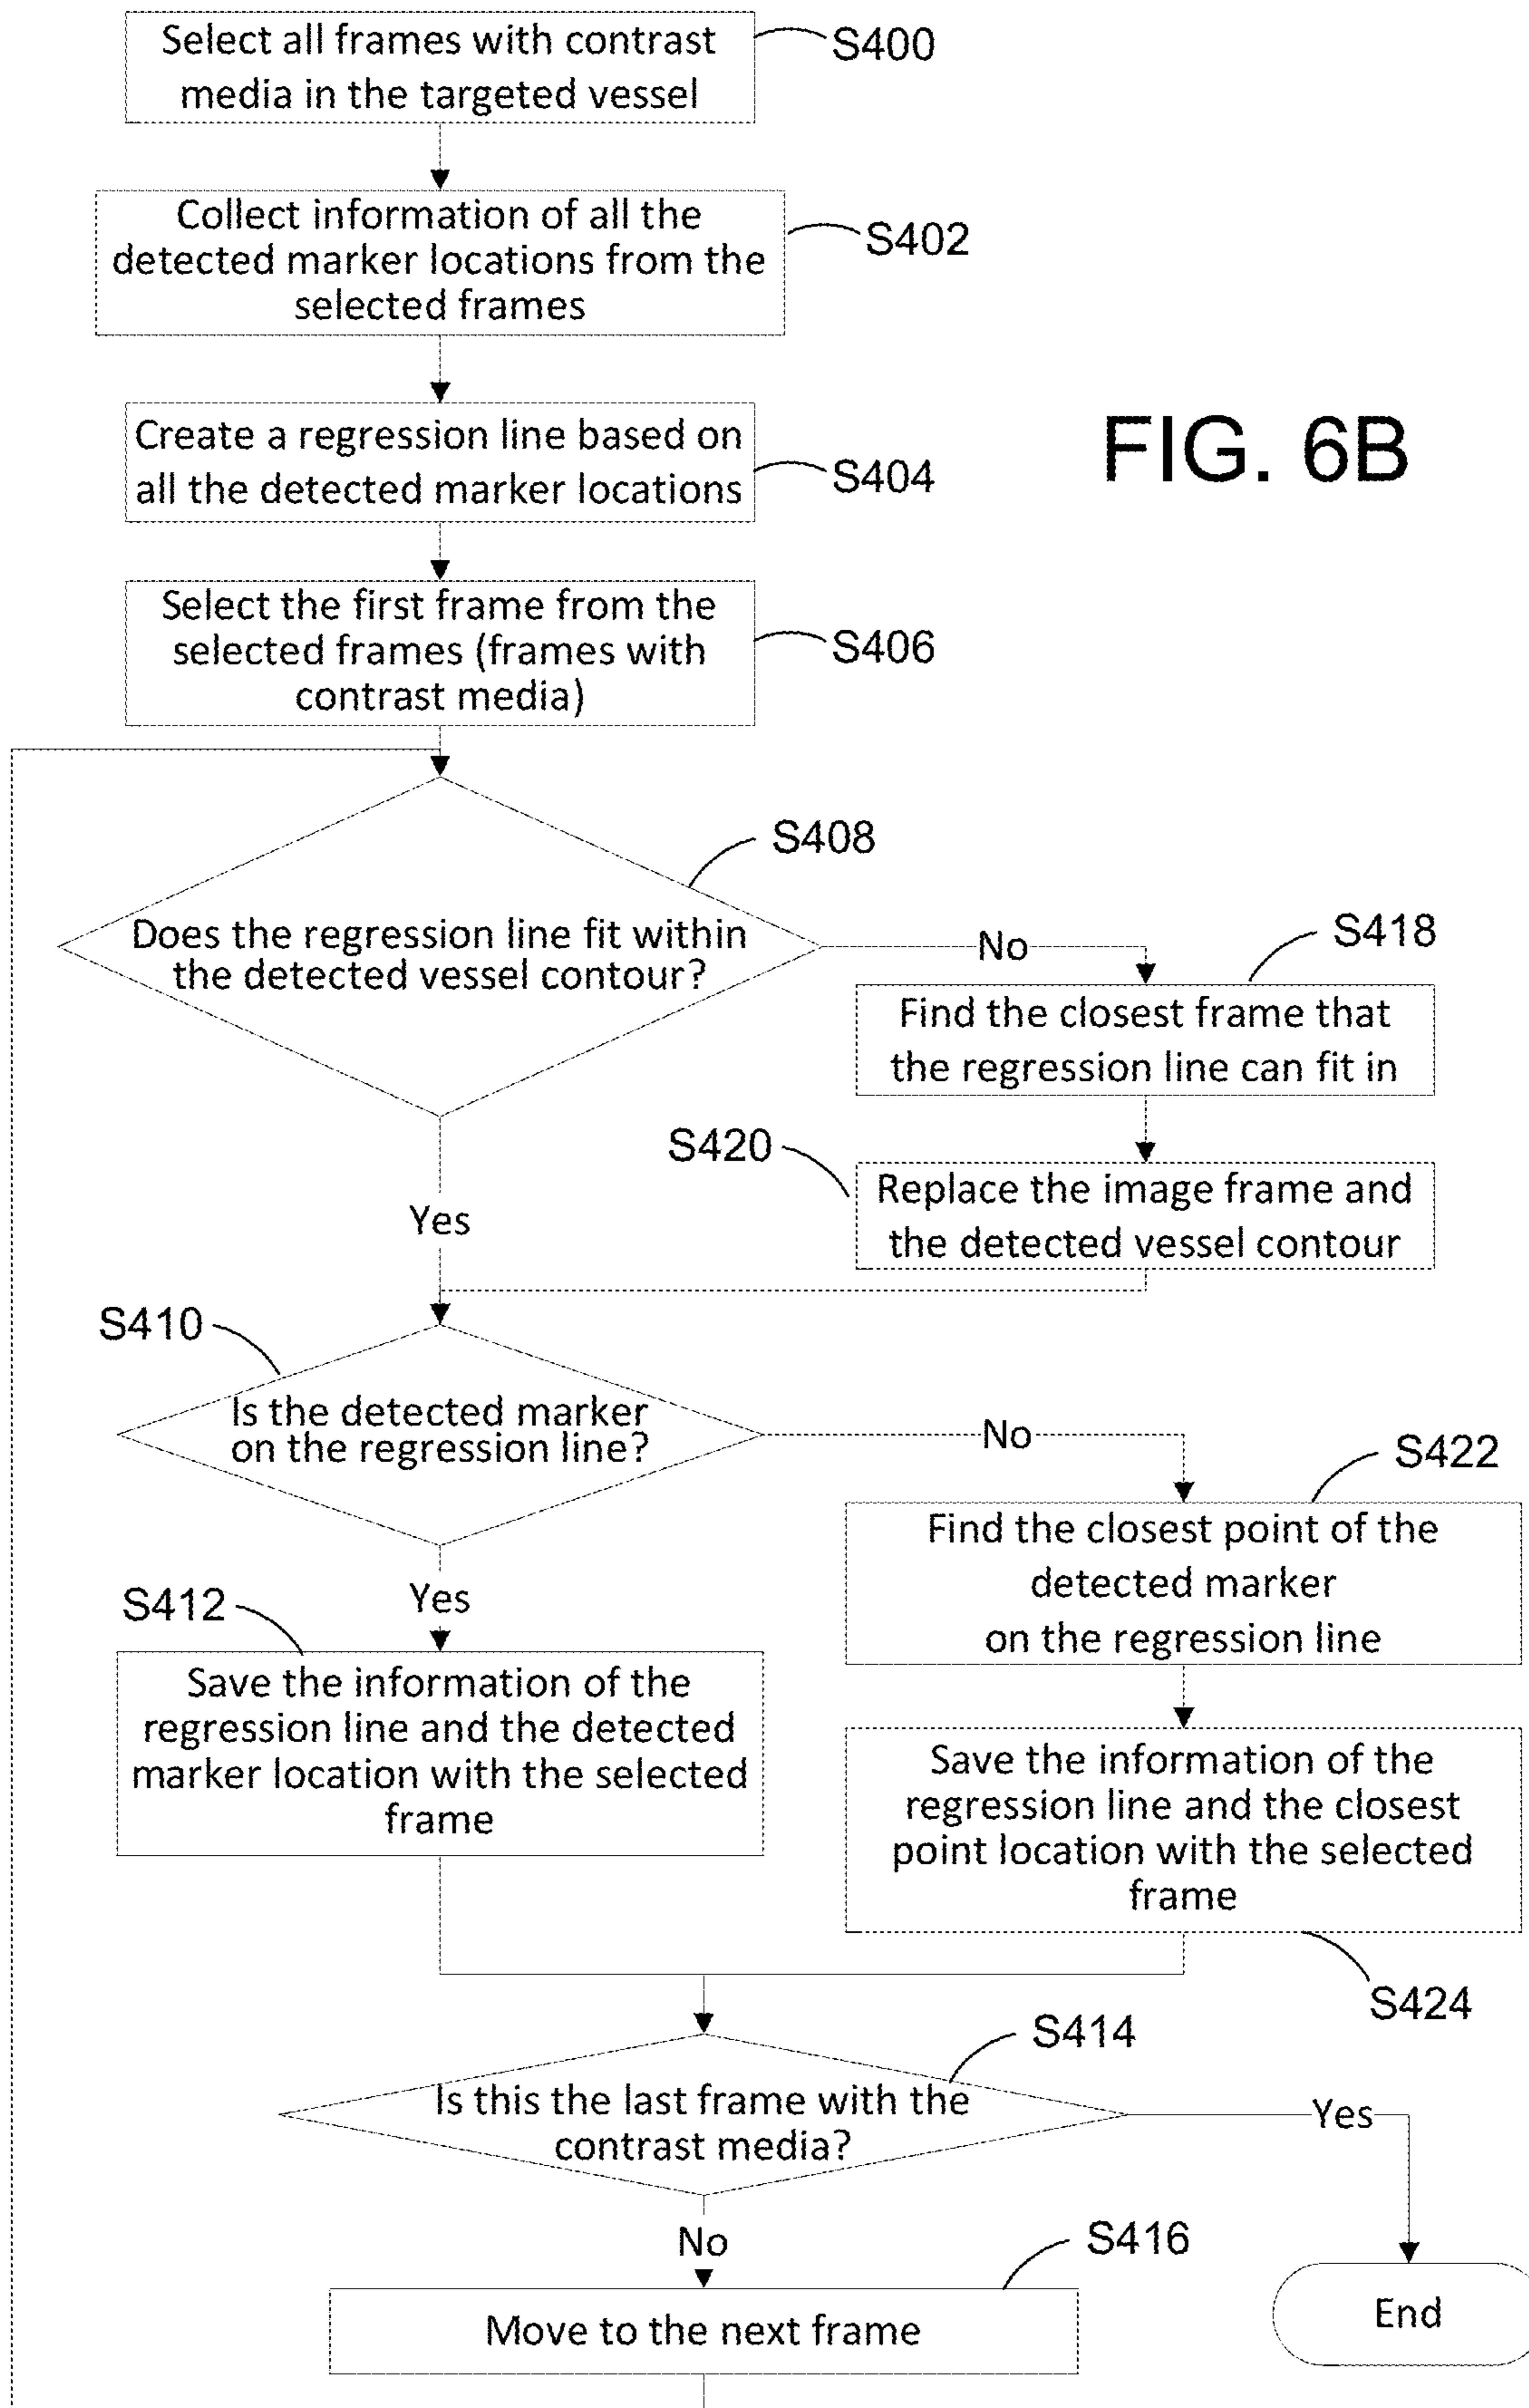 Select all frames with contrast
media in the targeted vessel
S400
Collect information of all the
detected marker locations from the
selected frames
S402
Create a regression line based on
all the detected marker locations
S404
FIG. 6B
Select the first frame from the
selected frames (frames with
contrast media)
S406
S408
Does the regression line fit within
the detected vessel contour?
No
S418
Find the closest frame that
the regression line can fit in
S420
Replace the image frame and
the detected vessel contour
Yes
S410
Is the detected marker
on the regression line?
No
S422
Find the closest point of the
detected marker
on the regression line
Yes
S412
Save the information of the
regression line and the detected
marker location with the selected
frame
Save the information of the
regression line and the closest
point location with the selected
frame
S424
S414
Is this the last frame with the
contrast media?
Yes
No
S416
Move to the next frame
End